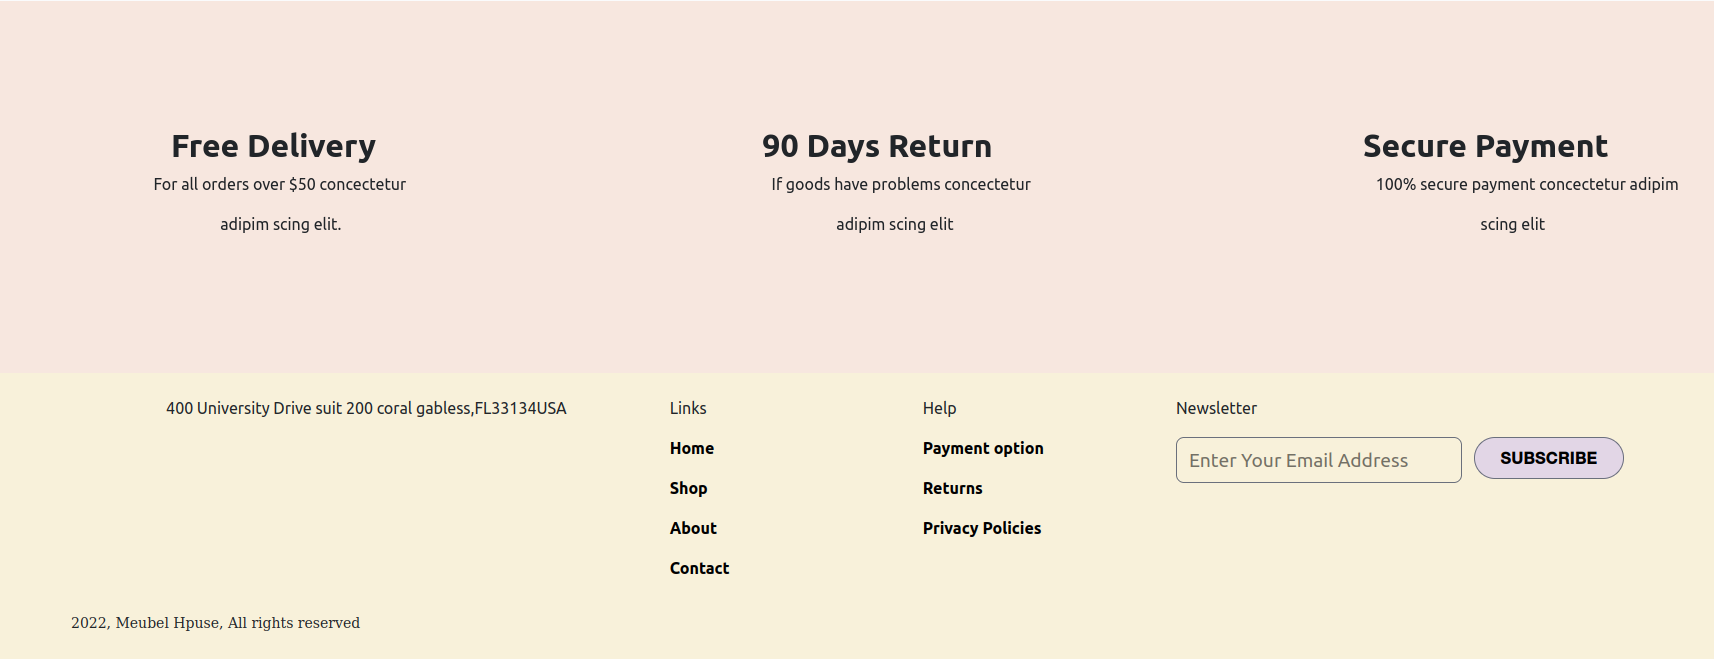 Free Delivery
For all orders over $50 concectetur
adipim scing elit.
90 Days Return
If goods have problems concectetur
adipim scing elit
Secure Payment
100% secure payment concectetur adipim
scing elit
400 University Drive suit 200 coral gabless,FL33134USA
Links
Home
Shop
About
Contact
Help
Payment option
Returns
Privacy Policies
Newsletter
Enter Your Email Address
SUBSCRIBE
2022, Meubel Hpuse, All rights reserved